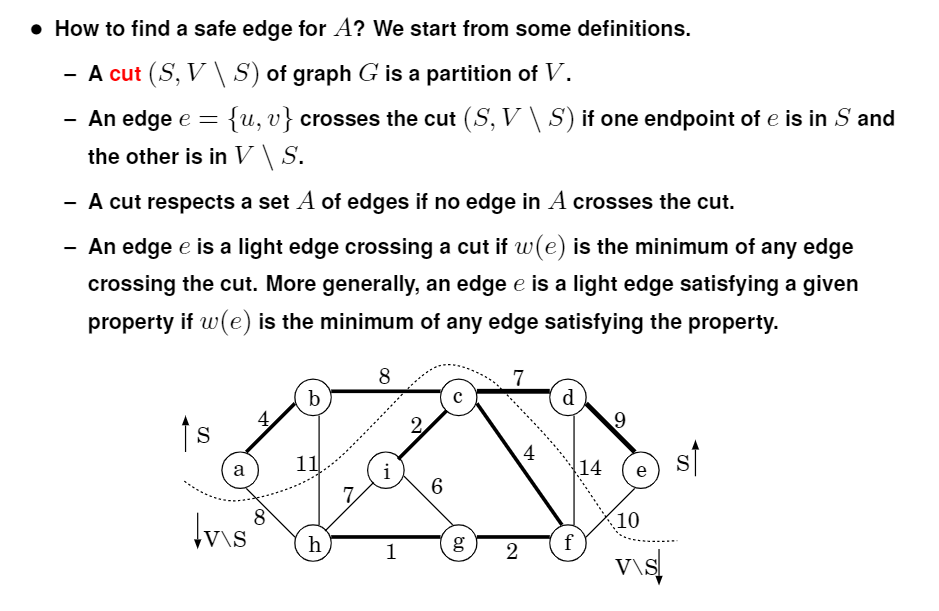 ● How to find a safe edge for A? We start from some definitions.
– A cut (S, V \ S) of graph G is a partition of V.
– An edge e = {u, v} crosses the cut (S, V \ S) if one endpoint of e is in S and
the other is in V \ S.
– A cut respects a set A of edges if no edge in A crosses the cut.
– An edge e is a light edge crossing a cut if w(e) is the minimum of any edge
crossing the cut. More generally, an edge e is a light edge satisfying a given
property if w(e) is the minimum of any edge satisfying the property.
8 7
b c d
4 2 9
S S
11 4 14
a i e
7 6
8 10
V\S
h g f
1 2
V\S